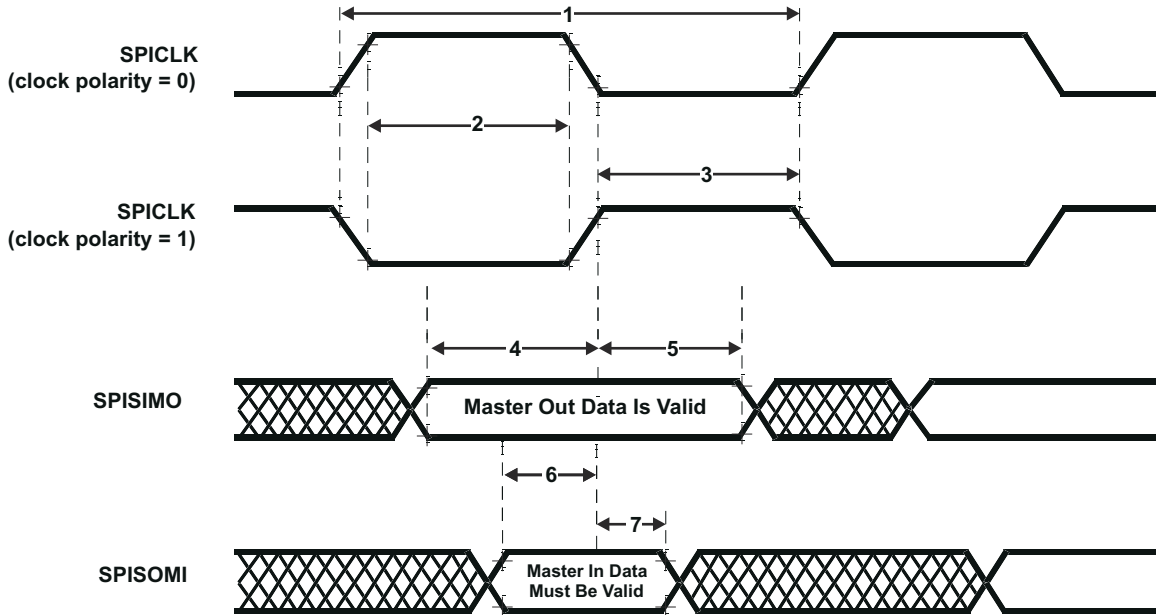 1
SPICLK
(clock polarity = 0)
2
3
SPICLK
(clock polarity = 1)
4
5
SPISIMO
Master Out Data Is Valid
6
7
SPISOMI
Master In Data
Must Be Valid